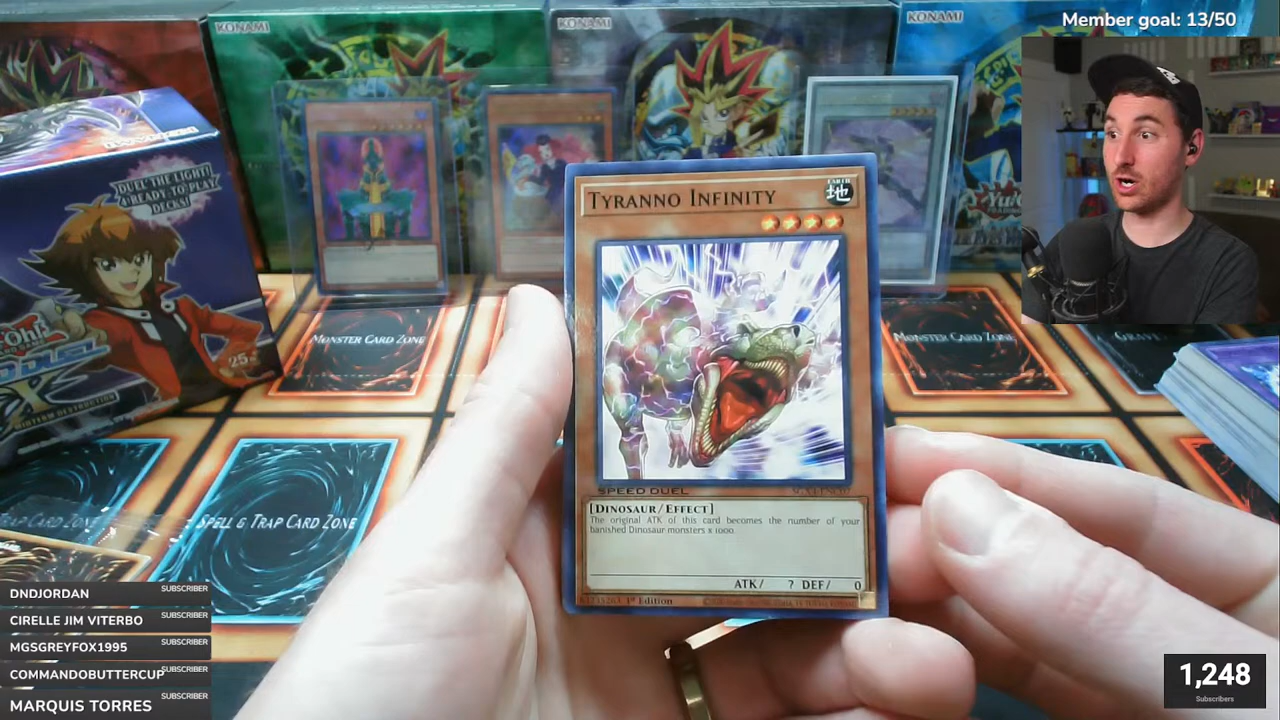 Member goal: 13/50
KONAMI
KONAMI
KONAMI
DUEL THE LIGHT!
4 READY TO PLAY
DECKS!
TYRANNO INFINITY
EARTH
地
SPEED DUEL
[DINOSAUR/EFFECT]
The original ATK of this card becomes the number of your
banished Dinosaur monsters x 1000.
ATK/ ? DEF/ 0
1st Edition
MONSTER CARD ZONE
MONSTER CARD ZONE
SPELL & TRAP CARD ZONE
25
DNDJORDAN SUBSCRIBER
CIRELLE JIM VITERBO SUBSCRIBER
MGSGREYFOX1995 SUBSCRIBER
COMMANDOBUTTERCUP SUBSCRIBER
MARQUIS TORRES SUBSCRIBER
1,248
Subscribers